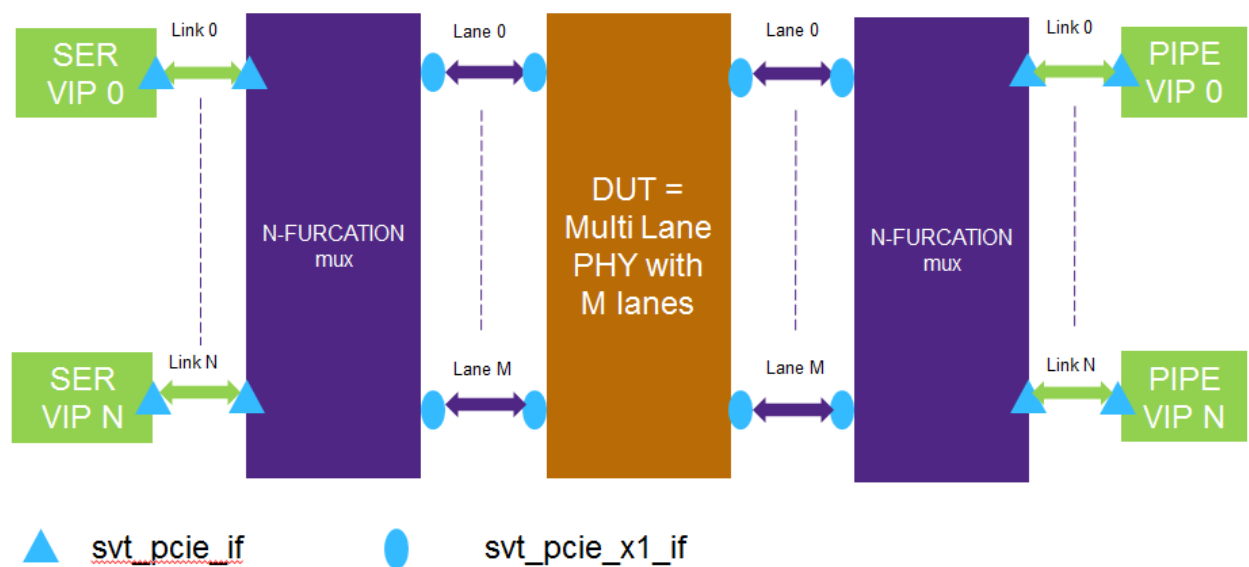 SER
VIP 0
Link 0
N-FURCATION
mux
Lane 0
DUT =
Multi Lane
PHY with
M lanes
Lane 0
N-FURCATION
mux
Link 0
PIPE
VIP 0
SER
VIP N
Link N
Lane M
Lane M
Link N
PIPE
VIP N
svt_pcie_if
svt_pcie_x1_if